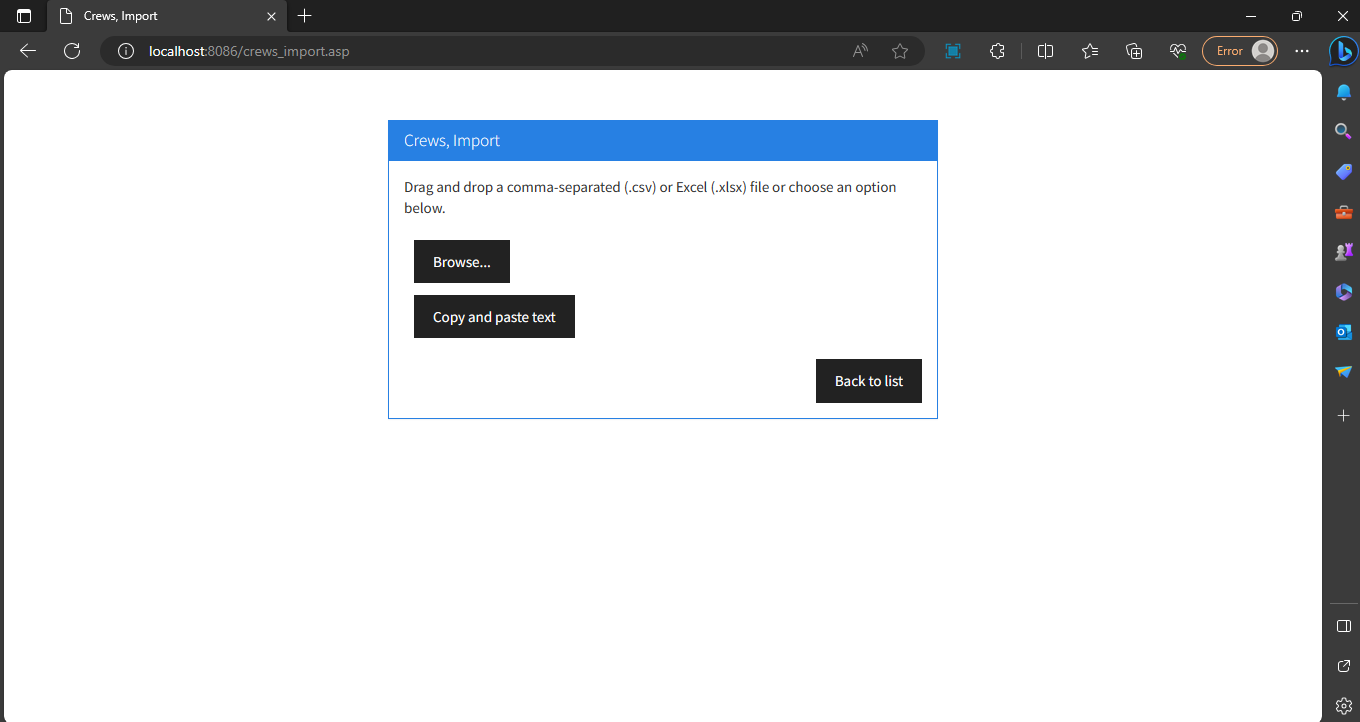 Crews, Import
localhost:8086/crews_import.asp
Error
Crews, Import
Drag and drop a comma-separated (.csv) or Excel (.xlsx) file or choose an option
below.
Browse...
Copy and paste text
Back to list